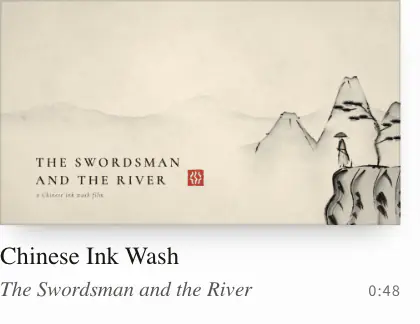 THE SWORDSMAN
AND THE RIVER
a Chinese ink wash film
Chinese Ink Wash
The Swordsman and the River
0:48